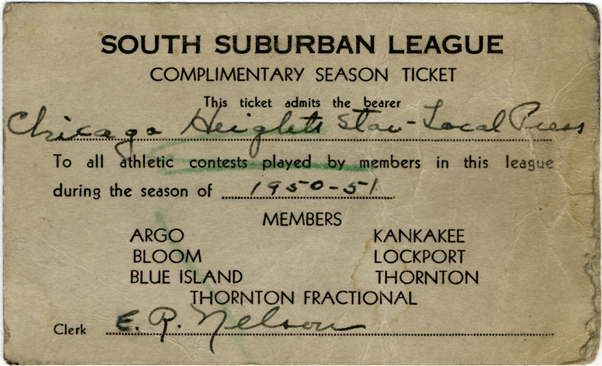 SOUTH SUBURBAN LEAGUE
COMPLIMENTARY SEASON TICKET
This ticket admits the bearer
Chicago Heights Star-Local Press
To all athletic contests played by members in this league
during the season of 1950-51
MEMBERS
ARGO KANKAKEE
BLOOM LOCKPORT
BLUE ISLAND THORNTON
THORNTON FRACTIONAL
Clerk E. R. Nelson